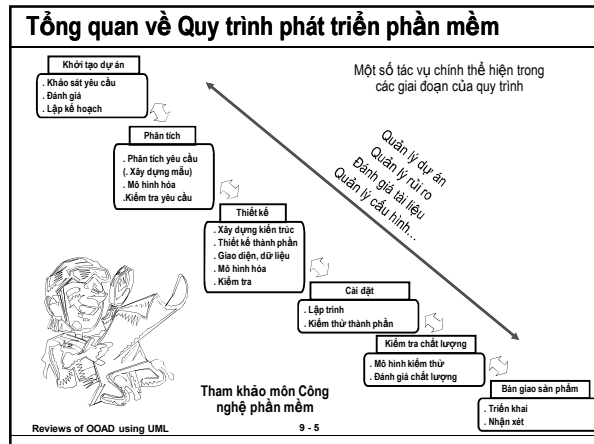 Tổng quan về Quy trình phát triển phần mềm
Khởi tạo dự án
. Khảo sát yêu cầu
. Đánh giá
. Lập kế hoạch
Một số tác vụ chính thể hiện trong
các giai đoạn của quy trình
Phân tích
. Phân tích yêu cầu
(. Xây dựng mẫu)
. Mô hình hóa
.Kiểm tra yêu cầu
Quản lý dự án
Quản lý rủi ro
Đánh giá tài liệu
Quản lý cấu hình...
Thiết kế
. Xây dựng kiến trúc
. Thiết kế thành phần
. Giao diện, dữ liệu
. Mô hình hóa
. Kiểm tra
Cài đặt
. Lập trình
. Kiểm thử thành phần
Kiểm tra chất lượng
. Mô hình kiểm thử
. Đánh giá chất lượng
Bàn giao sản phẩm
. Triển khai
. Nhận xét
Tham khảo môn Công
nghệ phần mềm
Reviews of OOAD using UML
9 - 5